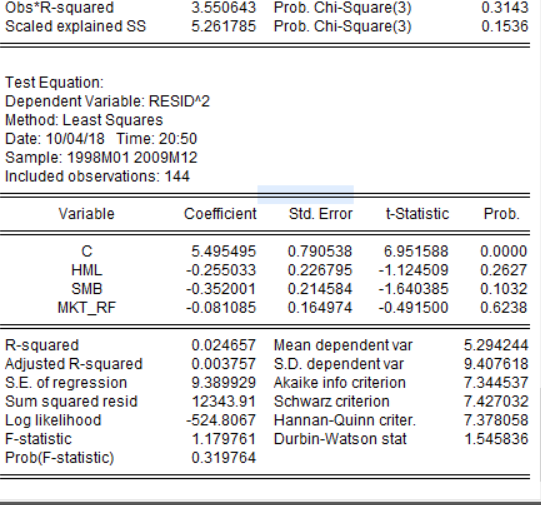 Obs*R-squared 3.550643 Prob. Chi-Square(3) 0.3143
Scaled explained SS 5.261785 Prob. Chi-Square(3) 0.1536
Test Equation:
Dependent Variable: RESID^2
Method: Least Squares
Date: 10/04/18 Time: 20:50
Sample: 1998M01 2009M12
Included observations: 144
Variable Coefficient Std. Error t-Statistic Prob.
C 5.495495 0.790538 6.951588 0.0000
HML -0.255033 0.226795 -1.124509 0.2627
SMB -0.352001 0.214584 -1.640385 0.1032
MKT_RF -0.081085 0.164974 -0.491500 0.6238
R-squared 0.024657 Mean dependent var 5.294244
Adjusted R-squared 0.003757 S.D. dependent var 9.407618
S.E. of regression 9.389929 Akaike info criterion 7.344537
Sum squared resid 12343.91 Schwarz criterion 7.427032
Log likelihood -524.8067 Hannan-Quinn criter. 7.378058
F-statistic 1.179761 Durbin-Watson stat 1.545836
Prob(F-statistic) 0.319764